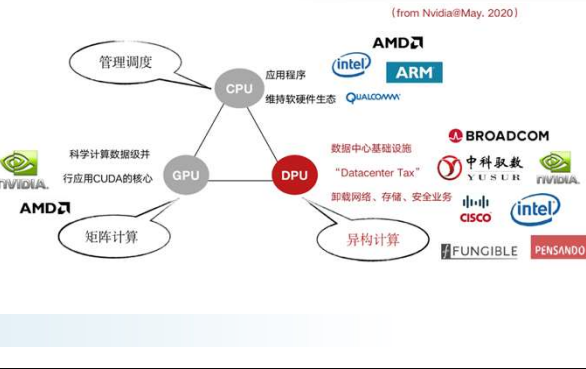 (from Nvidia@May, 2020)
AMD
管理调度
intel
ARM
CPU
应用程序
维持软硬件生态
QUALCOMM
BROADCOM
数据中心基础设施
科学计算数据级并
中科驭数
YUSUR
NVIDIA.
GPU
DPU
“Datacenter Tax”
行应用CUDA的核心
NVIDIA.
卸载网络、存储、安全业务
AMD
CISCO
intel
矩阵计算
异构计算
FUNGIBLE
PENSANDO